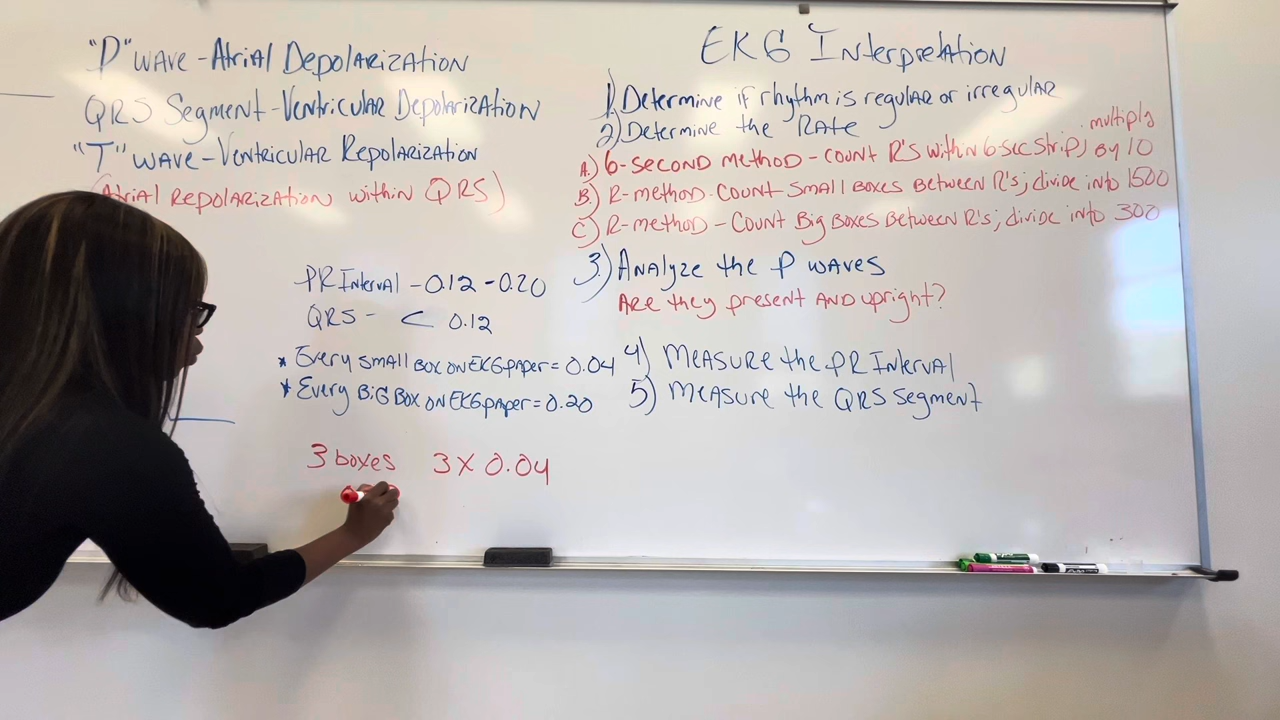 "P" wave - Atrial Depolarization
QRS Segment - Ventricular Depolarization
"T" wave - Ventricular Repolarization
(Atrial Repolarization within QRS)
PR Interval - 0.12 - 0.20
QRS - < 0.12
* Every small box on EKG paper = 0.04
* Every Big Box on EKG paper = 0.20
3 boxes 3 x 0.04
EKG Interpretation
1.) Determine if rhythm is regular or irregular
2.) Determine the Rate
A.) 6-second method - count R's within 6-sec strip, multiply by 10
B.) R-method - Count small boxes between R's; divide into 1500
C.) R-method - Count Big boxes between R's; divide into 300
3.) Analyze the P waves
Are they present and upright?
4) Measure the PR Interval
5) Measure the QRS segment